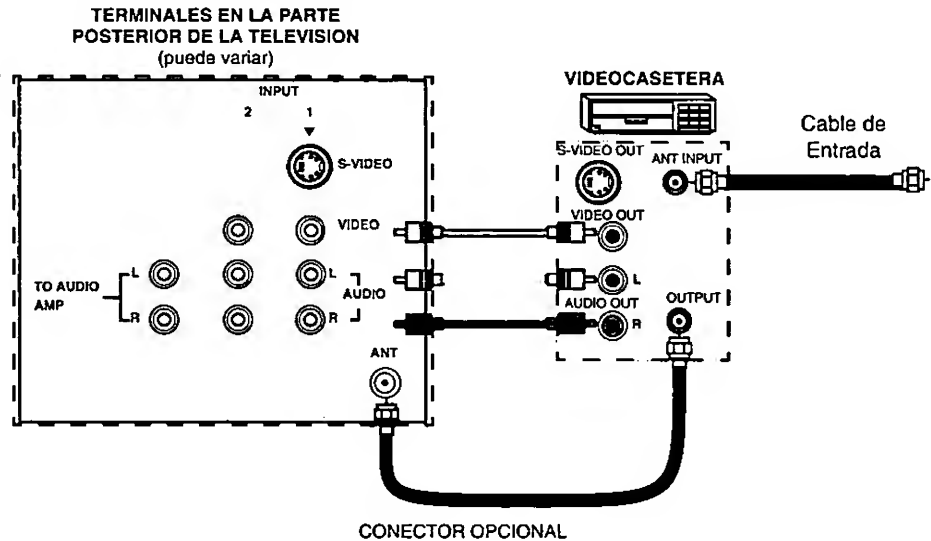 TERMINALES EN LA PARTE
POSTERIOR DE LA TELEVISION
(puede variar)
INPUT
2 1
S-VIDEO
VIDEO
L L
TO AUDIO
AMP
AUDIO
R R
ANT
VIDEOCASETERA
S-VIDEO OUT
ANT INPUT
Cable de
Entrada
VIDEO OUT
L
AUDIO OUT
R
OUTPUT
CONECTOR OPCIONAL